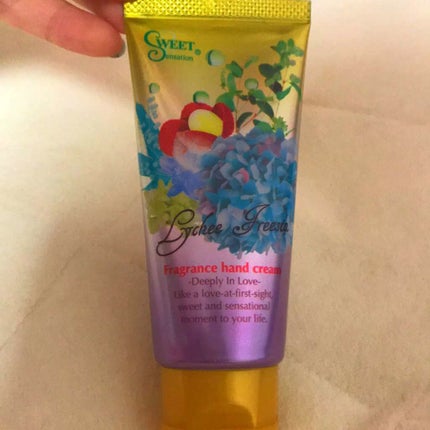 SWEET
Sensation
Lychee Freesia
Fragrance hand cream
-Deeply In Love-
Like a love-at-first-sight,
sweet and sensational
moment to your life.